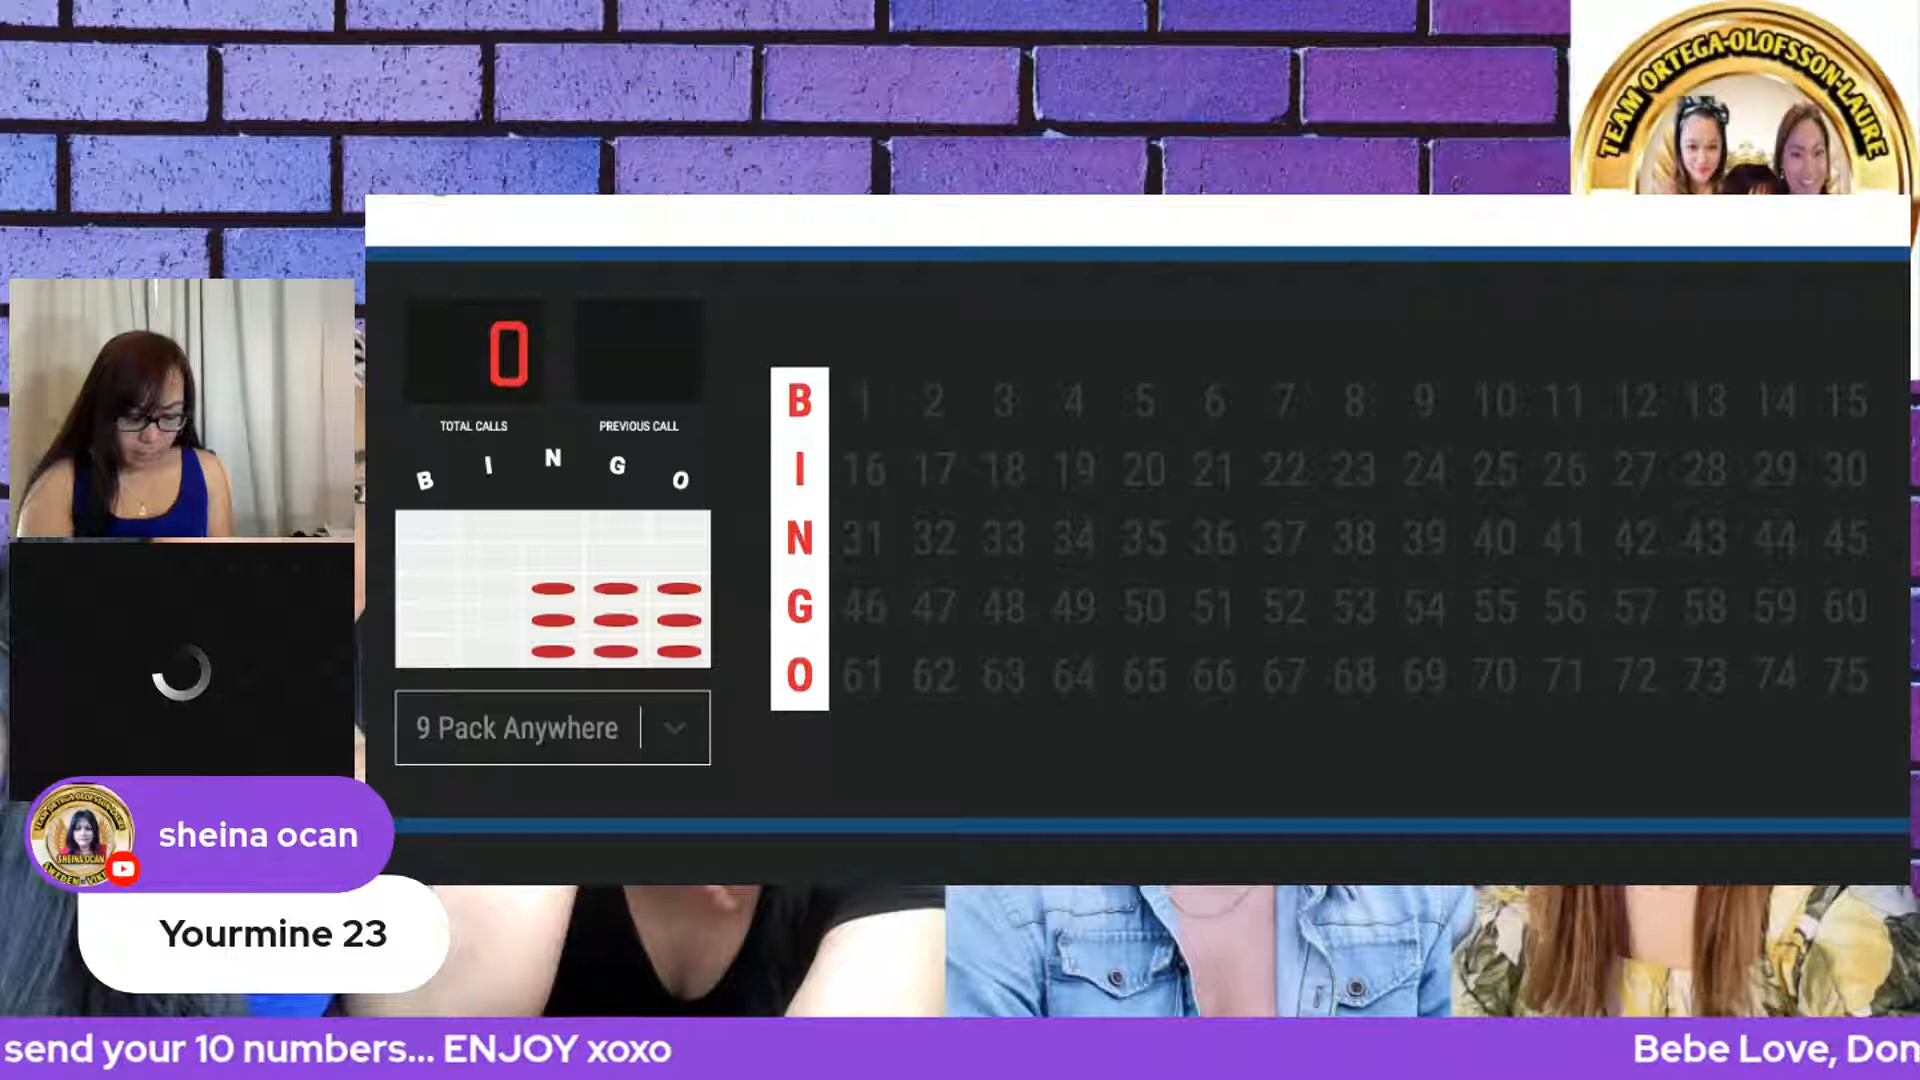 TEAM ORTEGA-OLOFSSON-LAURE
0
TOTAL CALLS
PREVIOUS CALL
B I N G O
9 Pack Anywhere
B 1 2 3 4 5 6 7 8 9 10 11 12 13 14 15
I 16 17 18 19 20 21 22 23 24 25 26 27 28 29 30
N 31 32 33 34 35 36 37 38 39 40 41 42 43 44 45
G 46 47 48 49 50 51 52 53 54 55 56 57 58 59 60
O 61 62 63 64 65 66 67 68 69 70 71 72 73 74 75
SHEINA OCAN
sheina ocan
Yourmine 23
send your 10 numbers... ENJOY xoxo
Bebe Love, Don